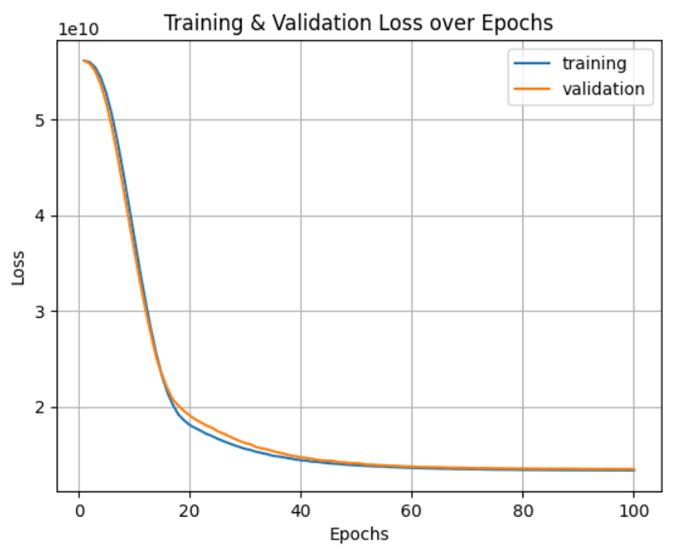 Training & Validation Loss over Epochs
1e10
training
validation
5
4
3
2
Loss
0 20 40 60 80 100
Epochs